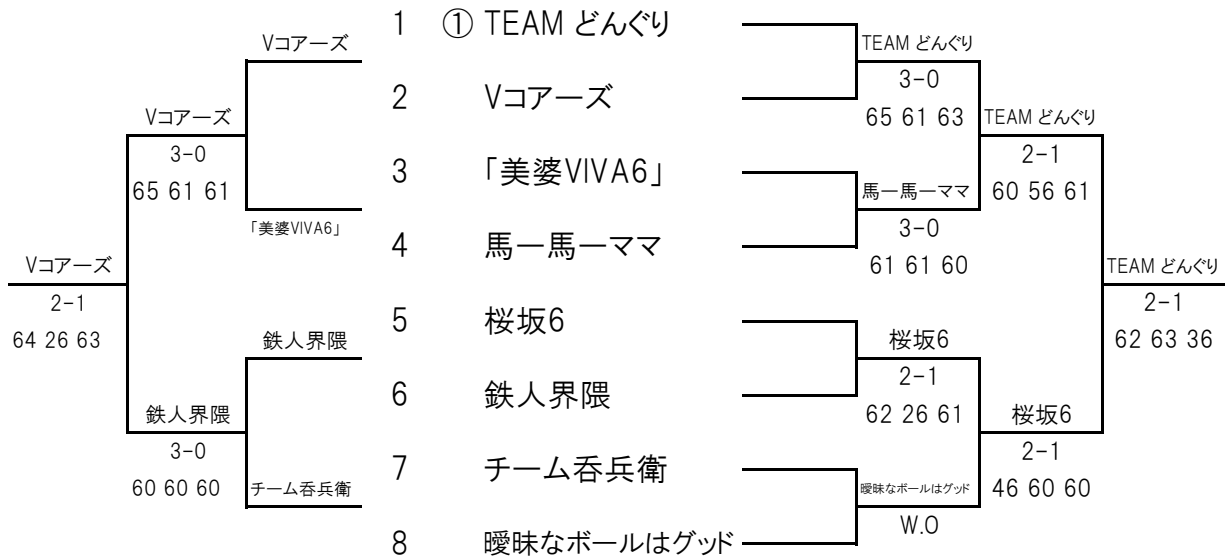 1 ① TEAM どんぐり
Vコアーズ
TEAM どんぐり
3-0
2 Vコアーズ
65 61 63
Vコアーズ
TEAM どんぐり
3-0
2-1
65 61 61
3 「美婆VIVA6」
馬一馬一ママ
60 56 61
「美婆VIVA6」
3-0
4 馬一馬一ママ
61 61 60
Vコアーズ
TEAM どんぐり
2-1
2-1
64 26 63
5 桜坂6
62 63 36
鉄人界隈
桜坂6
2-1
6 鉄人界隈
62 26 61
鉄人界隈
桜坂6
3-0
2-1
60 60 60
チーム呑兵衛
7 チーム呑兵衛
曖昧なボールはグッド
46 60 60
W.O
8 曖昧なボールはグッド